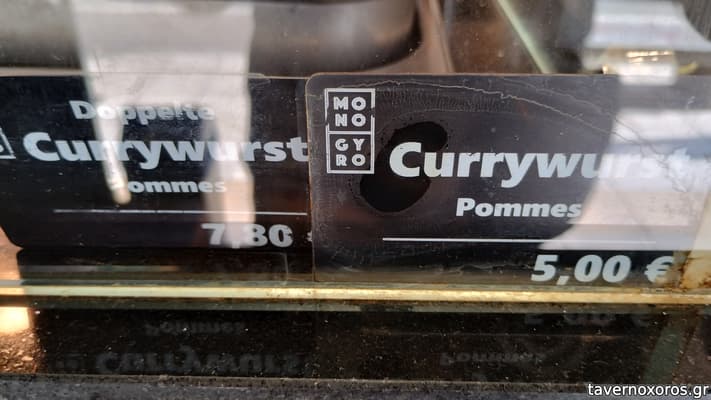 Doppelte
Currywurst
Pommes
7,80 €
MO
NO
GY
RO
Currywurst
Pommes
5,00 €
tavernoxoros.gr